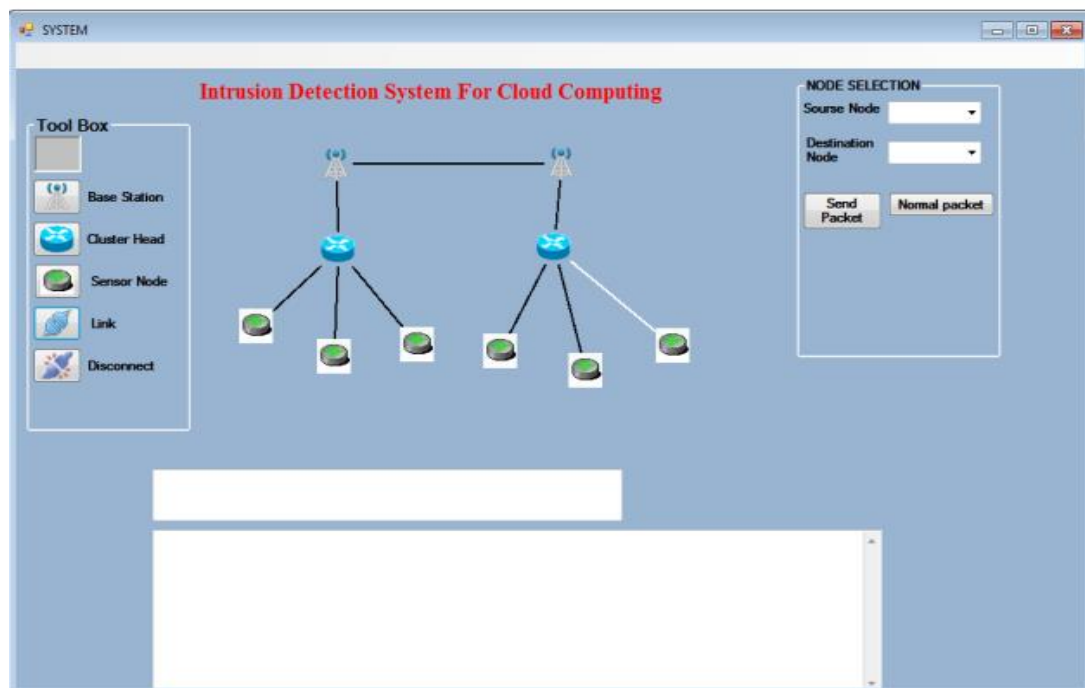 SYSTEM
Intrusion Detection System For Cloud Computing
Tool Box
Base Station
Cluster Head
Sensor Node
Link
Disconnect
NODE SELECTION
Sourse Node
Destination
Node
Send
Packet
Normal packet